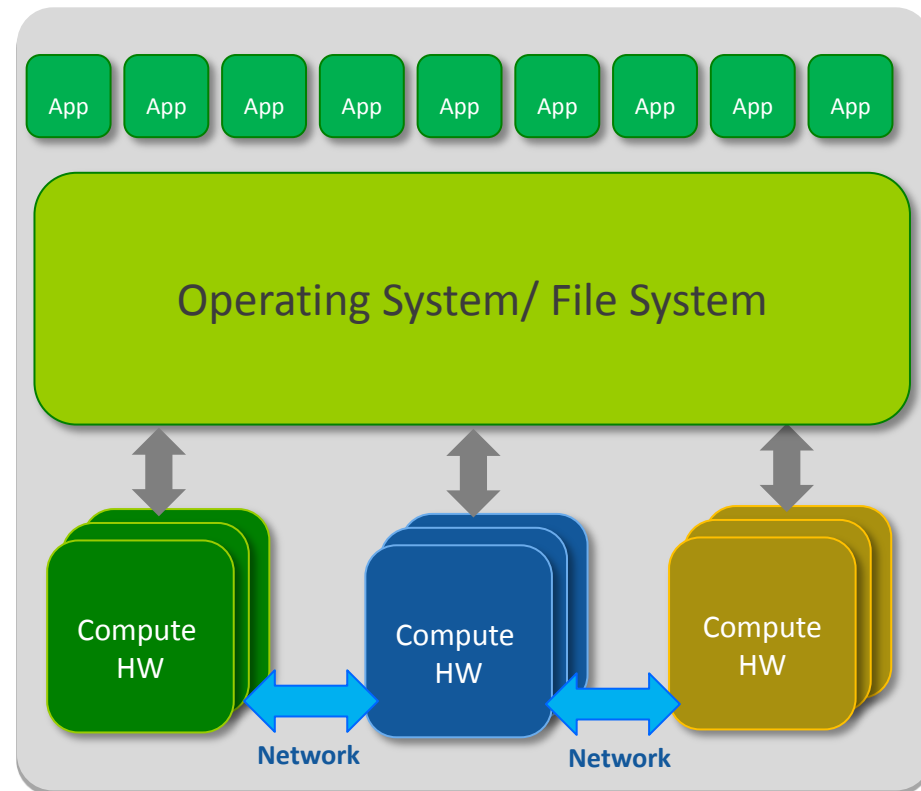 App App App App App App App App App
Operating System/ File System
Compute
HW
Compute
HW
Compute
HW
Network
Network